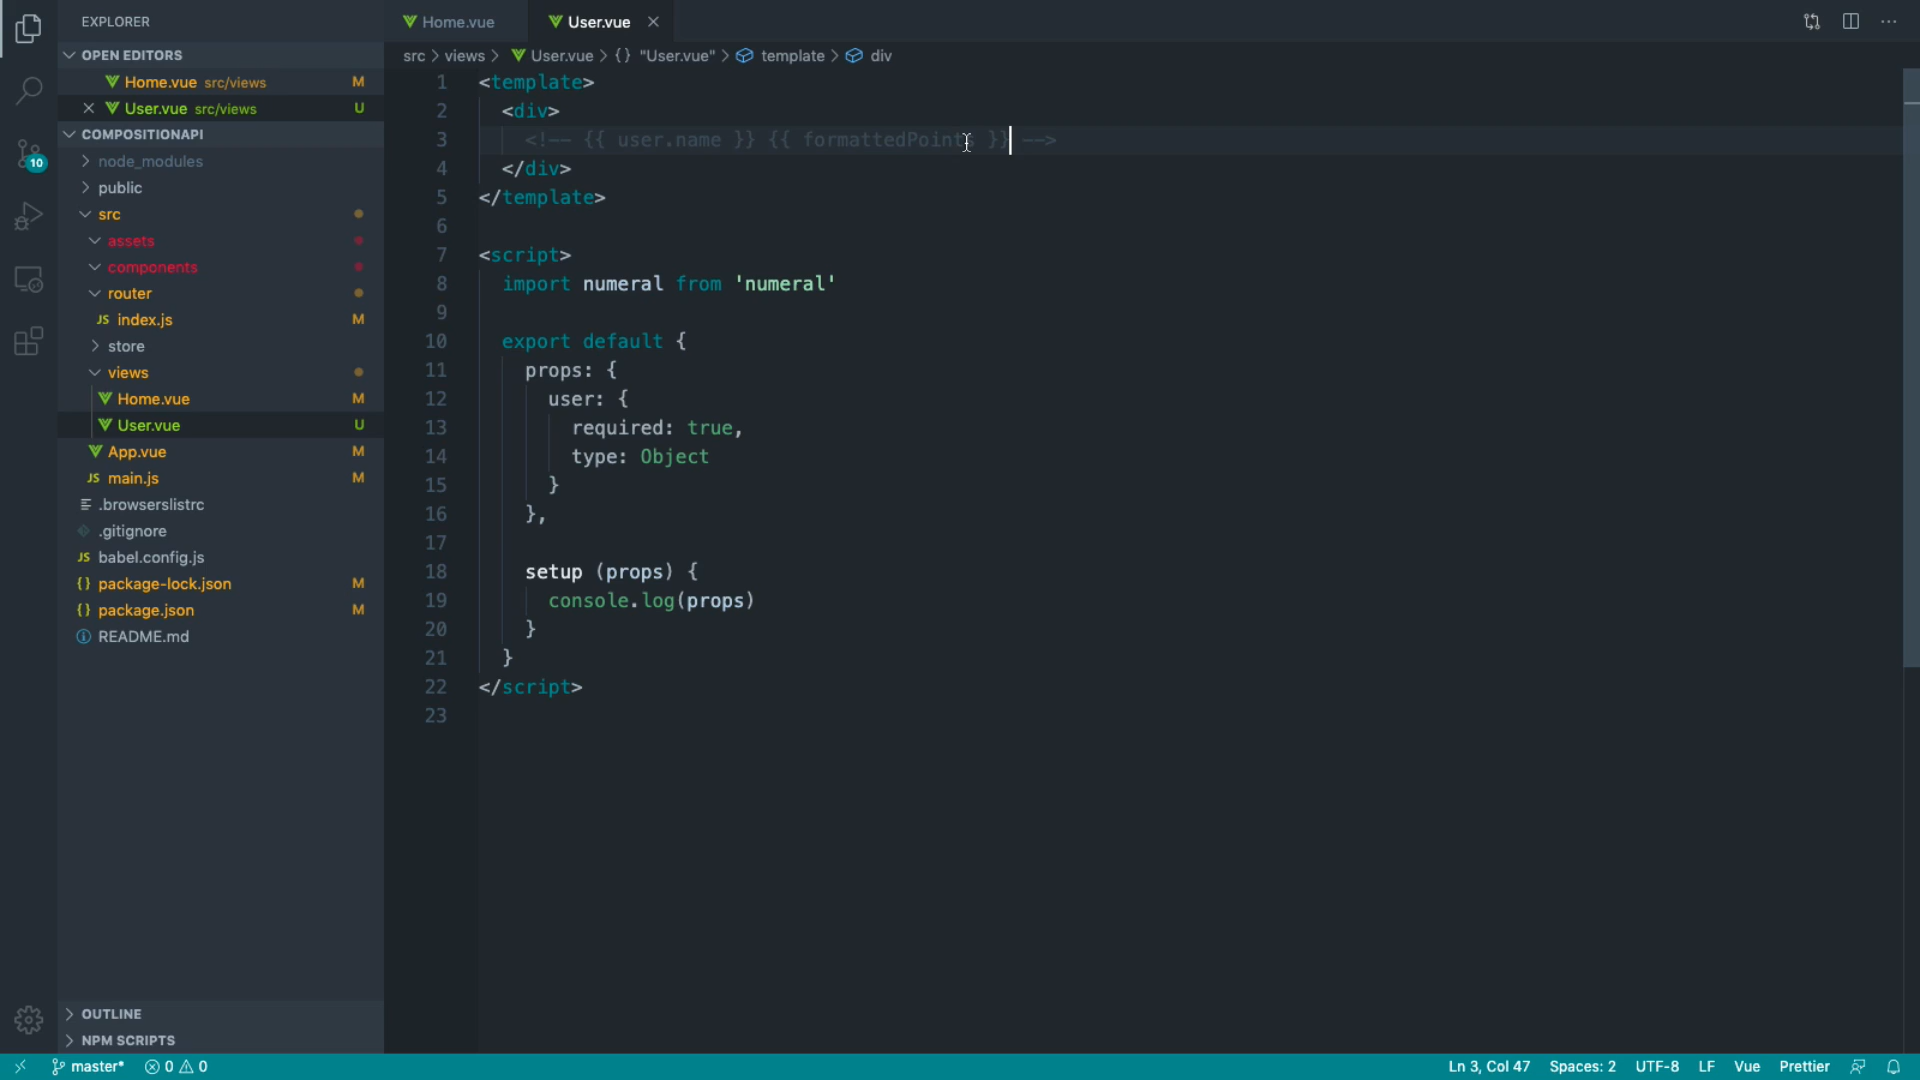 EXPLORER
OPEN EDITORS
Home.vue src/views M
User.vue src/views U
COMPOSITIONAPI
node_modules
public
src
assets
components
router
JS index.js M
store
views
Home.vue M
User.vue U
App.vue M
JS main.js M
.browserslistrc
.gitignore
JS babel.config.js
{} package-lock.json M
{} package.json M
README.md
OUTLINE
NPM SCRIPTS
10
Home.vue
User.vue
src > views > User.vue > {} "User.vue" > template > div
1 <template>
2 <div>
3 <!-- {{ user.name }} {{ formattedPoints }} -->
4 </div>
5 </template>
6
7 <script>
8 import numeral from 'numeral'
9
10 export default {
11 props: {
12 user: {
13 required: true,
14 type: Object
15 }
16 },
17
18 setup (props) {
19 console.log(props)
20 }
21 }
22 </script>
23
master* 0 0
Ln 3, Col 47 Spaces: 2 UTF-8 LF Vue Prettier